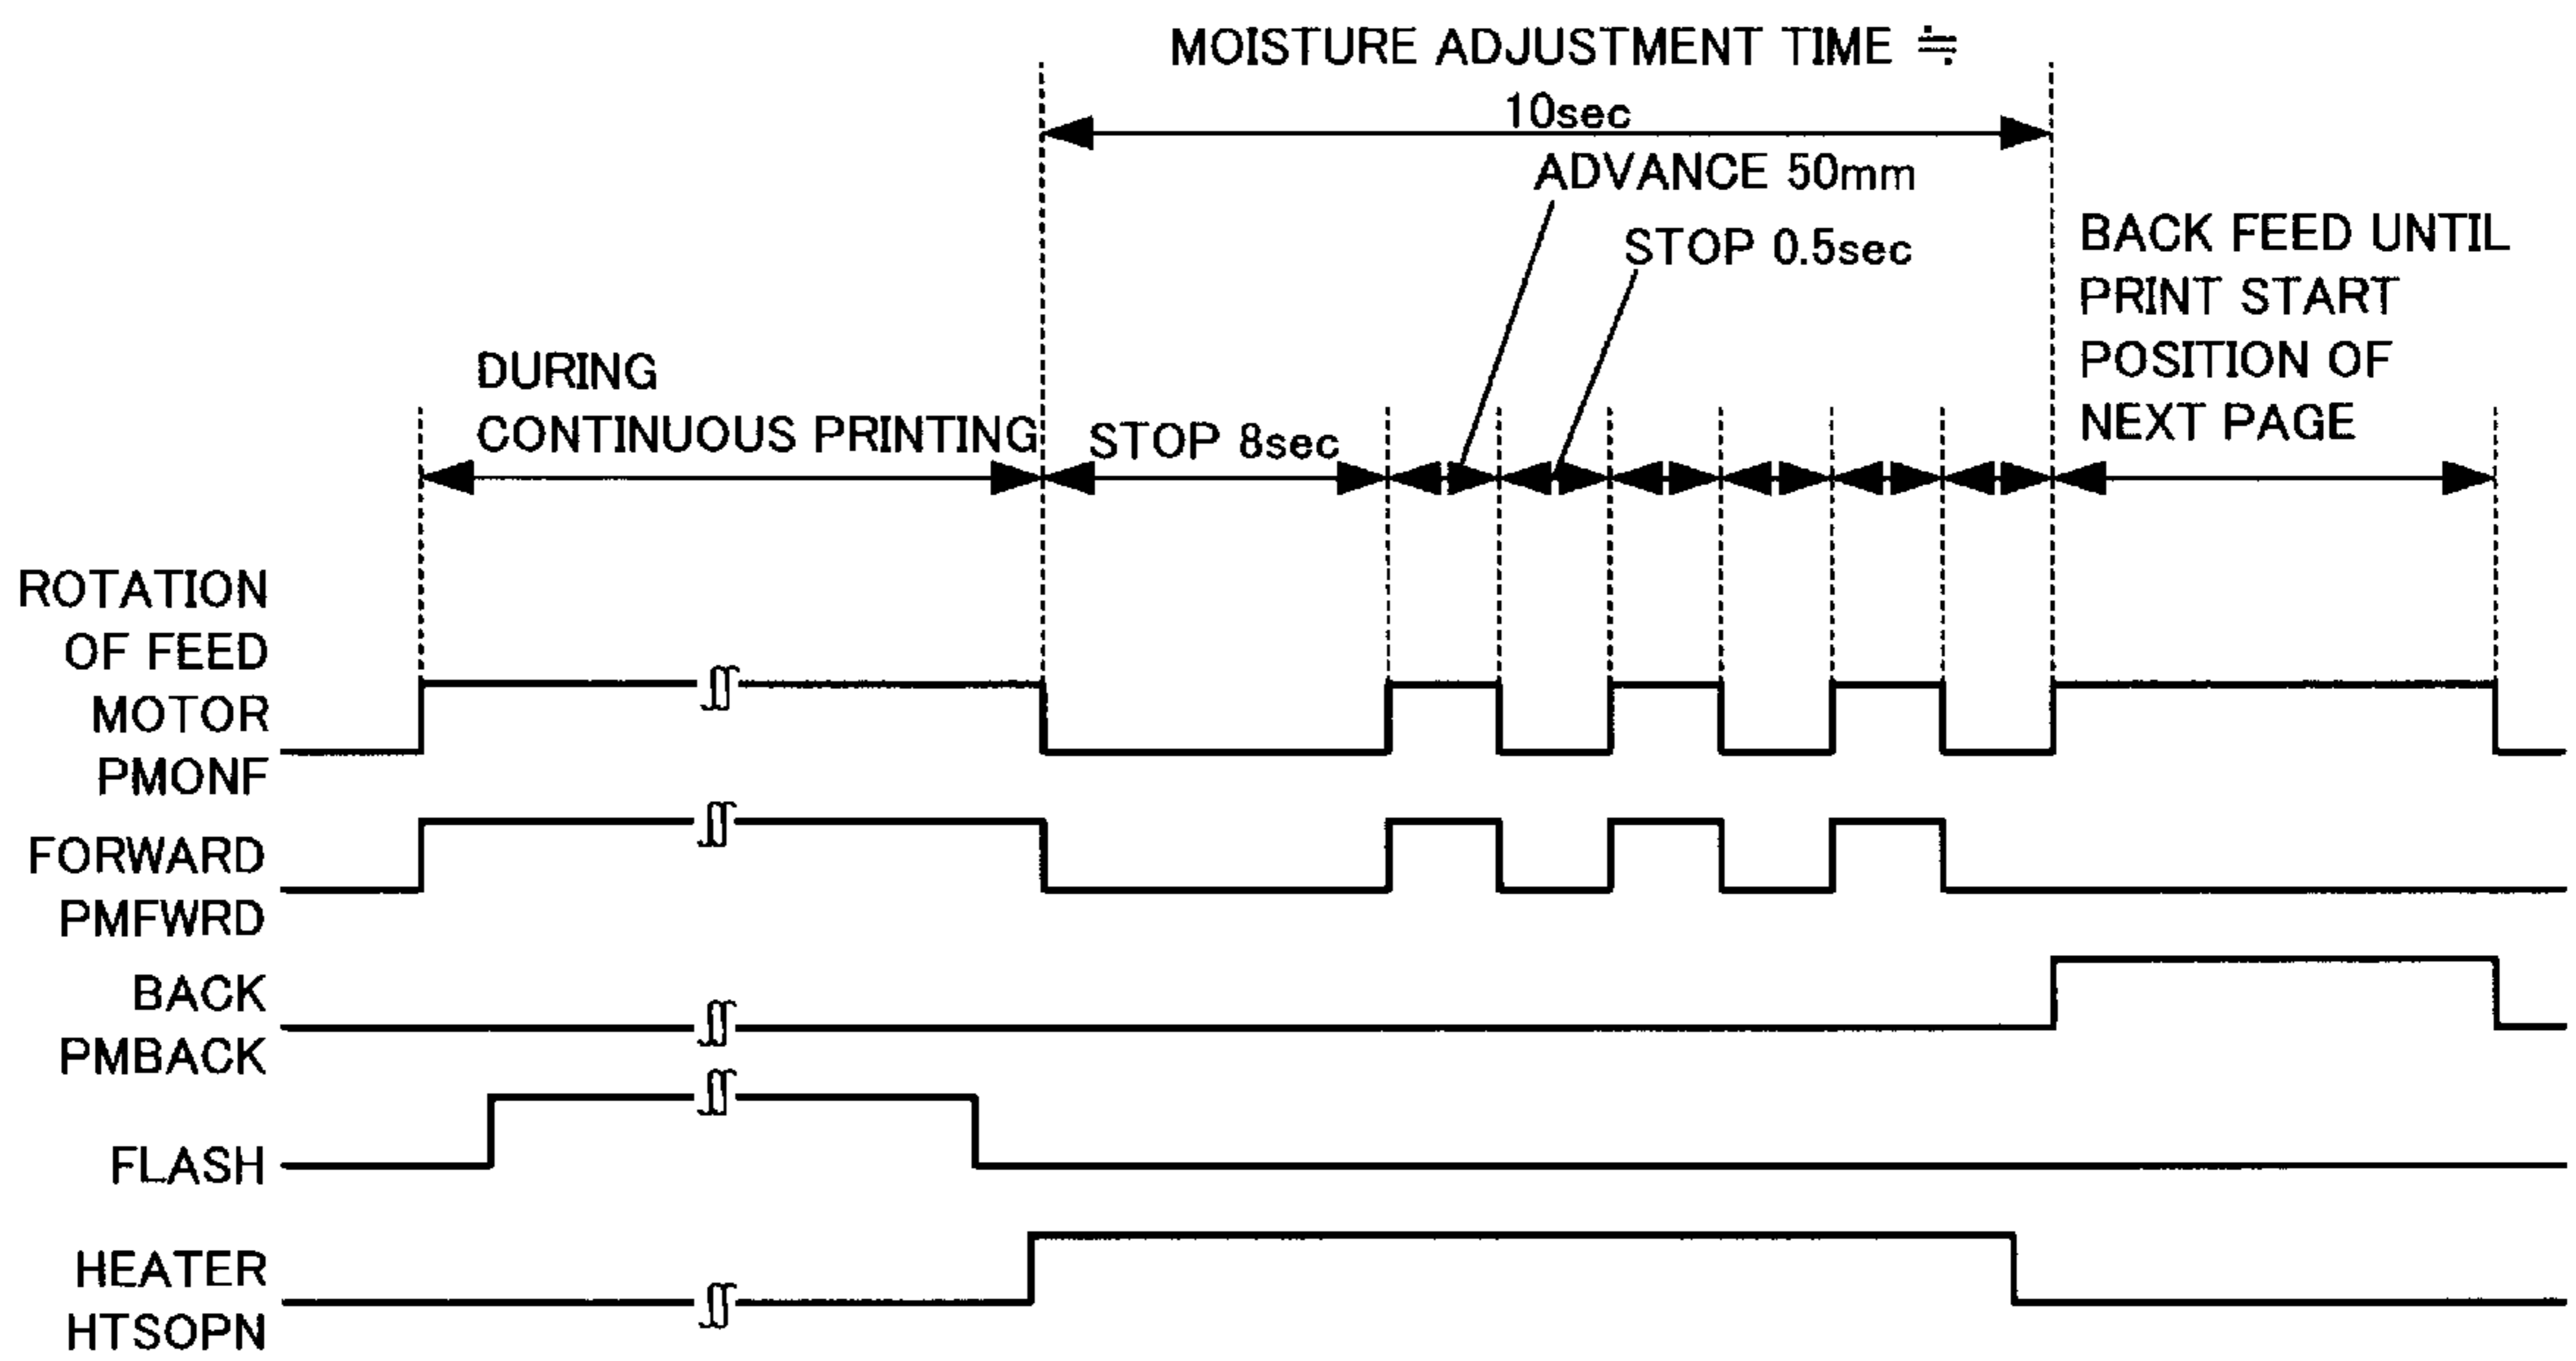 MOISTURE ADJUSTMENT TIME ≒
10sec
ADVANCE 50mm
STOP 0.5sec
BACK FEED UNTIL
PRINT START
POSITION OF
NEXT PAGE
DURING
CONTINUOUS PRINTING
STOP 8sec
ROTATION
OF FEED
MOTOR
PMONF
FORWARD
PMFWRD
BACK
PMBACK
FLASH
HEATER
HTSOPN